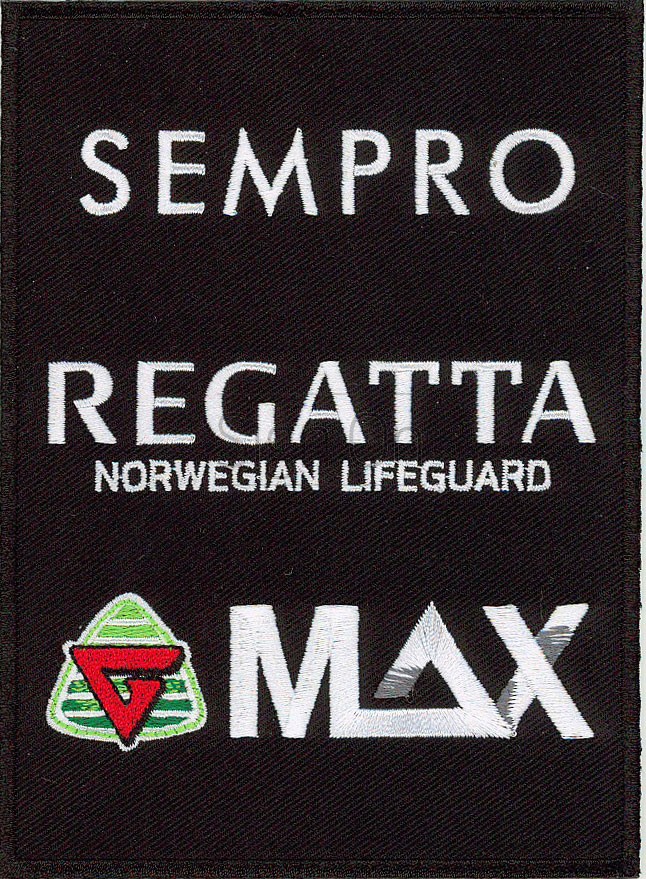 SEMPRO
REGATTA
NORWEGIAN LIFEGUARD
G MAX